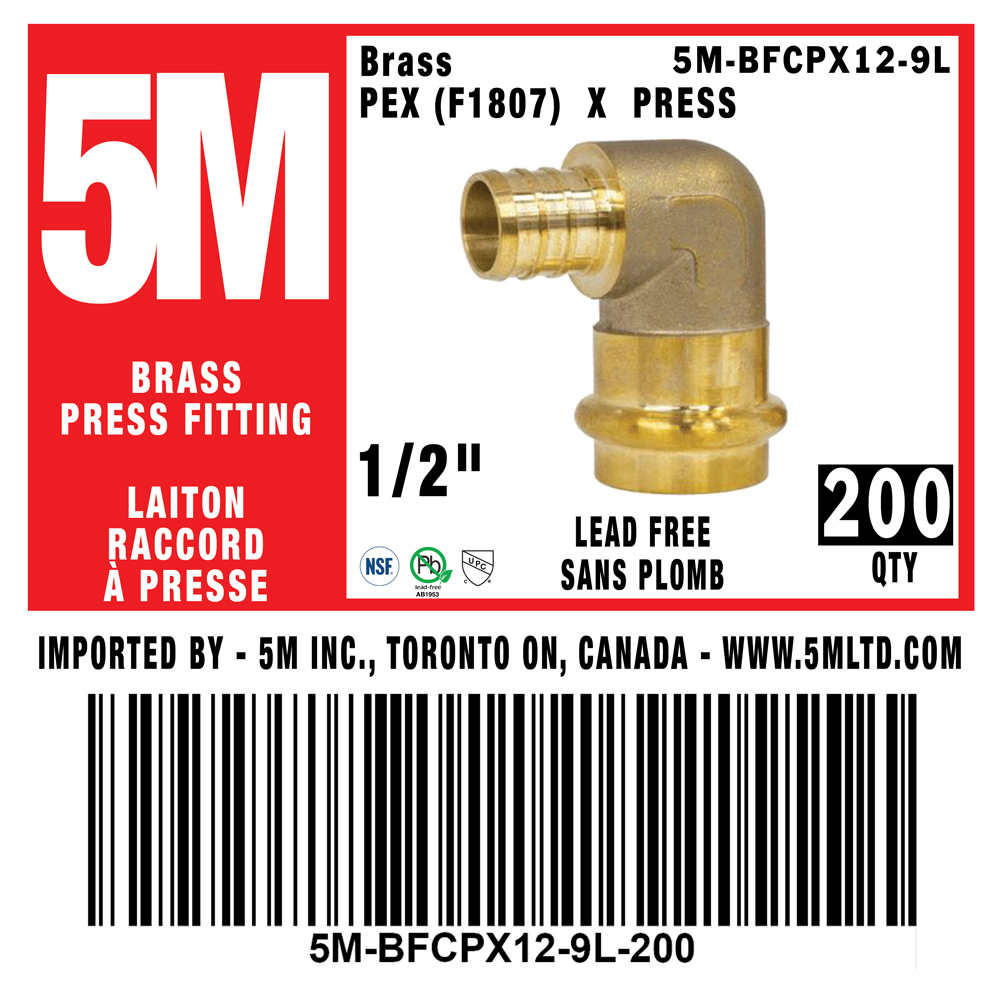 5M
BRASS
PRESS FITTING
LAITON
RACCORD
À PRESSE
Brass 5M-BFCPX12-9L
PEX (F1807) X PRESS
1/2"
LEAD FREE
SANS PLOMB
200
QTY
NSF
Pb
lead-free
AB1953
UPC
C
IMPORTED BY - 5M INC., TORONTO ON, CANADA - WWW.5MLTD.COM
5M-BFCPX12-9L-200